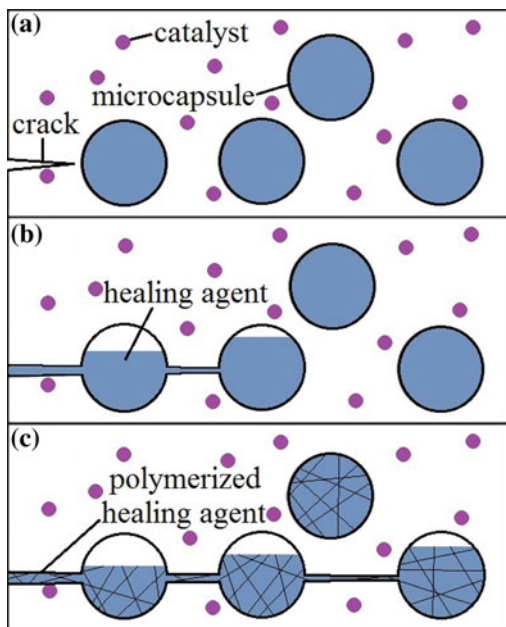 (a)
catalyst
microcapsule
crack
(b)
healing agent
(c)
polymerized
healing agent